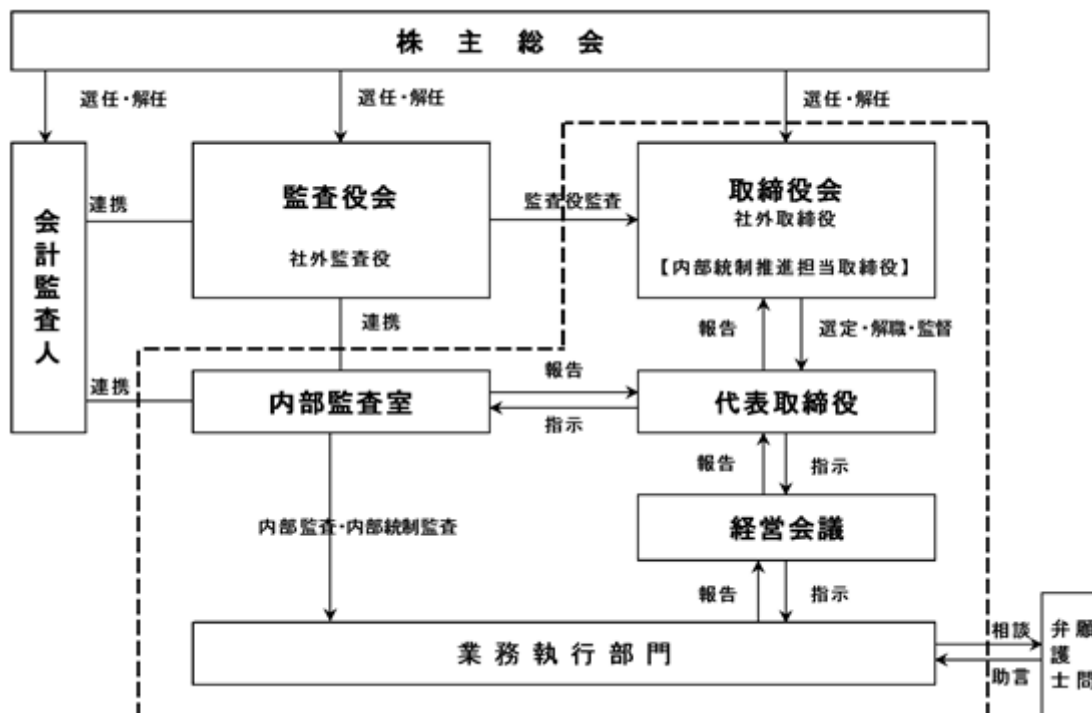 株主総会
選任・解任
選任・解任
選任・解任
会計監査人
連携
監査役会
社外監査役
監査役監査
取締役会
社外取締役
【内部統制推進担当取締役】
連携
報告
選定・解職・監督
連携
内部監査室
報告
指示
代表取締役
報告
指示
内部監査・内部統制監査
経営会議
報告
指示
業務執行部門
相談
助言
顧問
弁護士